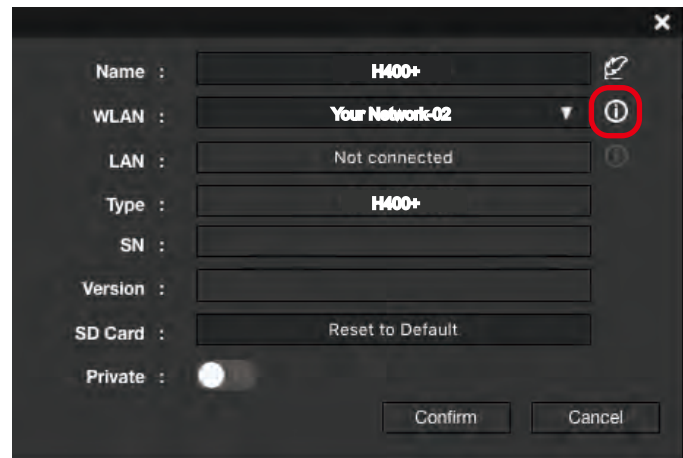 Name : H400+
WLAN : Your Network-02 ▼
LAN : Not connected
Type : H400+
SN :
Version :
SD Card : Reset to Default
Private :
Confirm Cancel